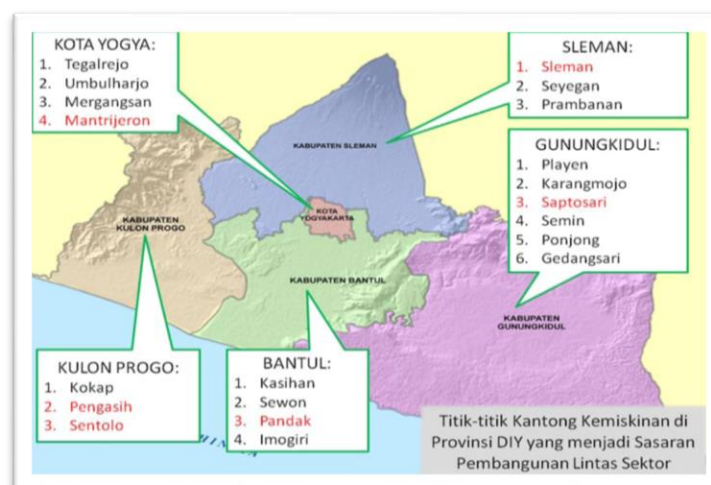 KOTA YOGYA:
1. Tegalrejo
2. Umbulharjo
3. Mergangsan
4. Mantrijeron
SLEMAN:
1. Sleman
2. Seyegan
3. Prambanan
GUNUNGKIDUL:
1. Playen
2. Karangmojo
3. Saptosari
4. Semin
5. Ponjong
6. Gedangsari
KABUPATEN SLEMAN
KOTA
YOGYAKARTA
KABUPATEN
KULON PROGO
KABUPATEN BANTUL
KABUPATEN
GUNUNGKIDUL
KULON PROGO:
1. Kokap
2. Pengasih
3. Sentolo
BANTUL:
1. Kasihan
2. Sewon
3. Pandak
4. Imogiri
Titik-titik Kantong Kemiskinan di
Provinsi DIY yang menjadi Sasaran
Pembangunan Lintas Sektor